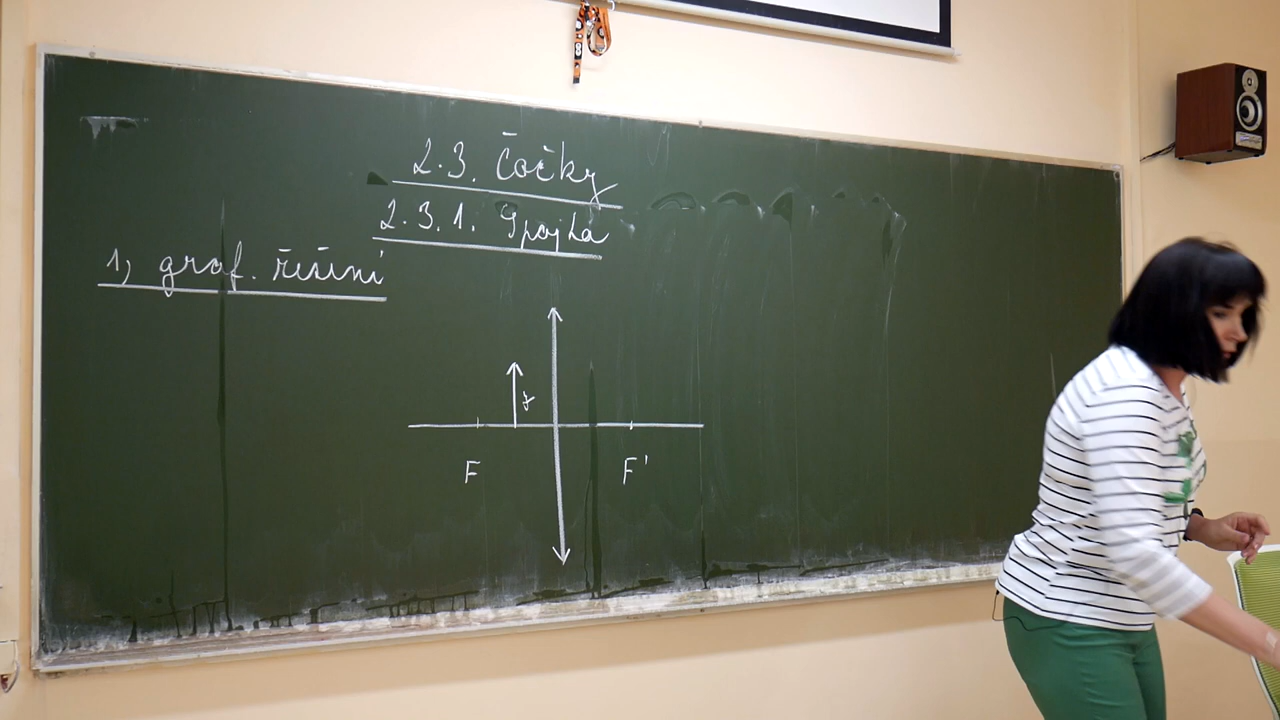 2.3. Čočky
2.3.1. Spojka
1) graf. řešení
y
F F'